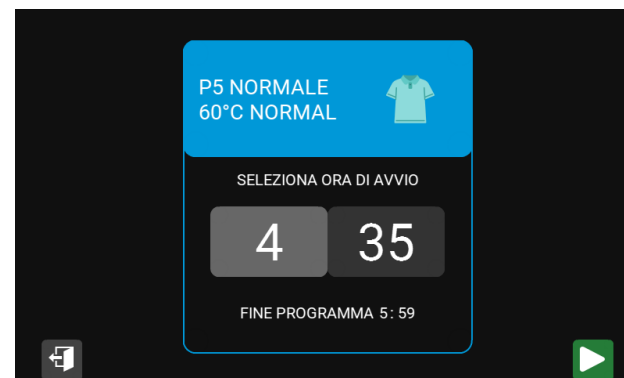 P5 NORMALE
60°C NORMAL
SELEZIONA ORA DI AVVIO
4 35
FINE PROGRAMMA 5:59